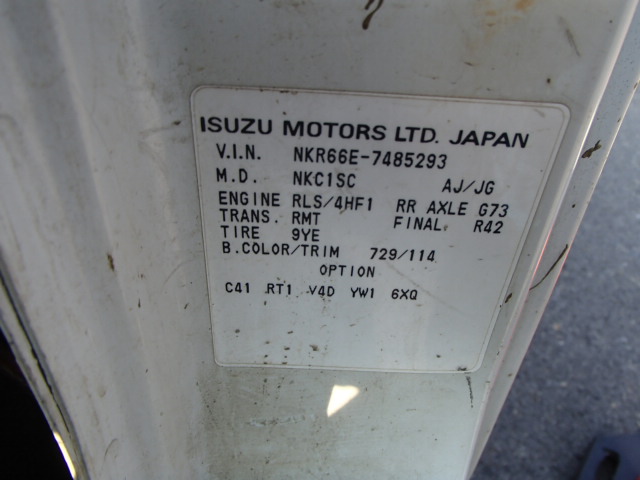 ISUZU MOTORS LTD. JAPAN
V.I.N. NKR66E-7485293
M.D. NKC1SC AJ/JG
ENGINE RLS/4HF1 RR AXLE G73
TRANS. RMT FINAL R42
TIRE 9YE
B.COLOR/TRIM 729/114
OPTION
C41 RT1 V4D YW1 6XQ